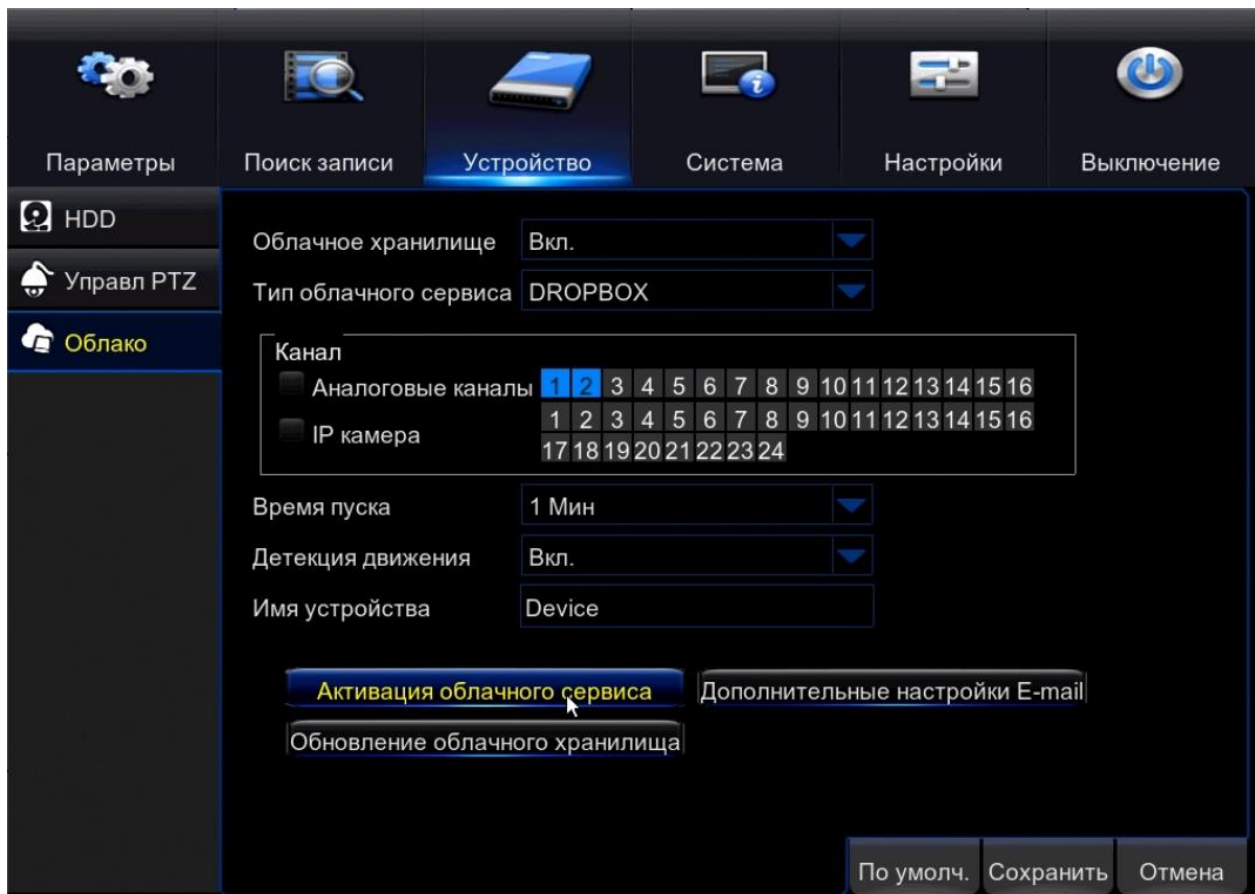 Параметры
Поиск записи
Устройство
Система
Настройки
Выключение
HDD
Управл PTZ
Облако
Облачное хранилище Вкл.
Тип облачного сервиса DROPBOX
Канал
Аналоговые каналы 1 2 3 4 5 6 7 8 9 10 11 12 13 14 15 16
IP камера 1 2 3 4 5 6 7 8 9 10 11 12 13 14 15 16
17 18 19 20 21 22 23 24
Время пуска 1 Мин
Детекция движения Вкл.
Имя устройства Device
Активация облачного сервиса
Дополнительные настройки E-mail
Обновление облачного хранилища
По умолч.
Сохранить
Отмена